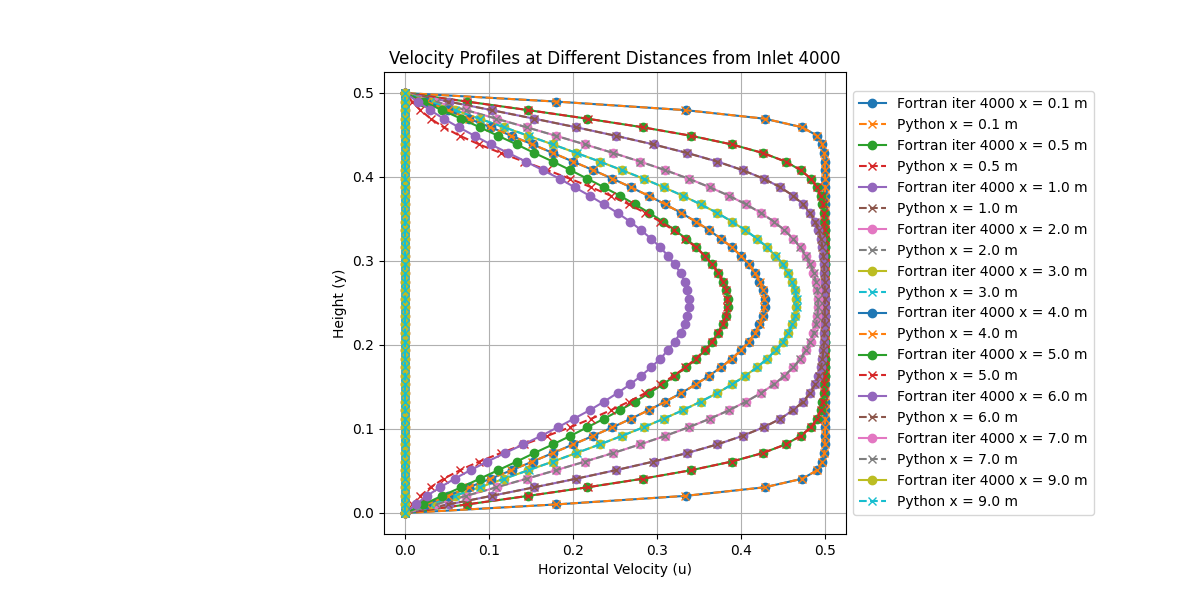 Velocity Profiles at Different Distances from Inlet 4000
Height (y)
0.5
0.4
0.3
0.2
0.1
0.0
0.0 0.1 0.2 0.3 0.4 0.5
Horizontal Velocity (u)
Fortran iter 4000 x = 0.1 m
Python x = 0.1 m
Fortran iter 4000 x = 0.5 m
Python x = 0.5 m
Fortran iter 4000 x = 1.0 m
Python x = 1.0 m
Fortran iter 4000 x = 2.0 m
Python x = 2.0 m
Fortran iter 4000 x = 3.0 m
Python x = 3.0 m
Fortran iter 4000 x = 4.0 m
Python x = 4.0 m
Fortran iter 4000 x = 5.0 m
Python x = 5.0 m
Fortran iter 4000 x = 6.0 m
Python x = 6.0 m
Fortran iter 4000 x = 7.0 m
Python x = 7.0 m
Fortran iter 4000 x = 9.0 m
Python x = 9.0 m